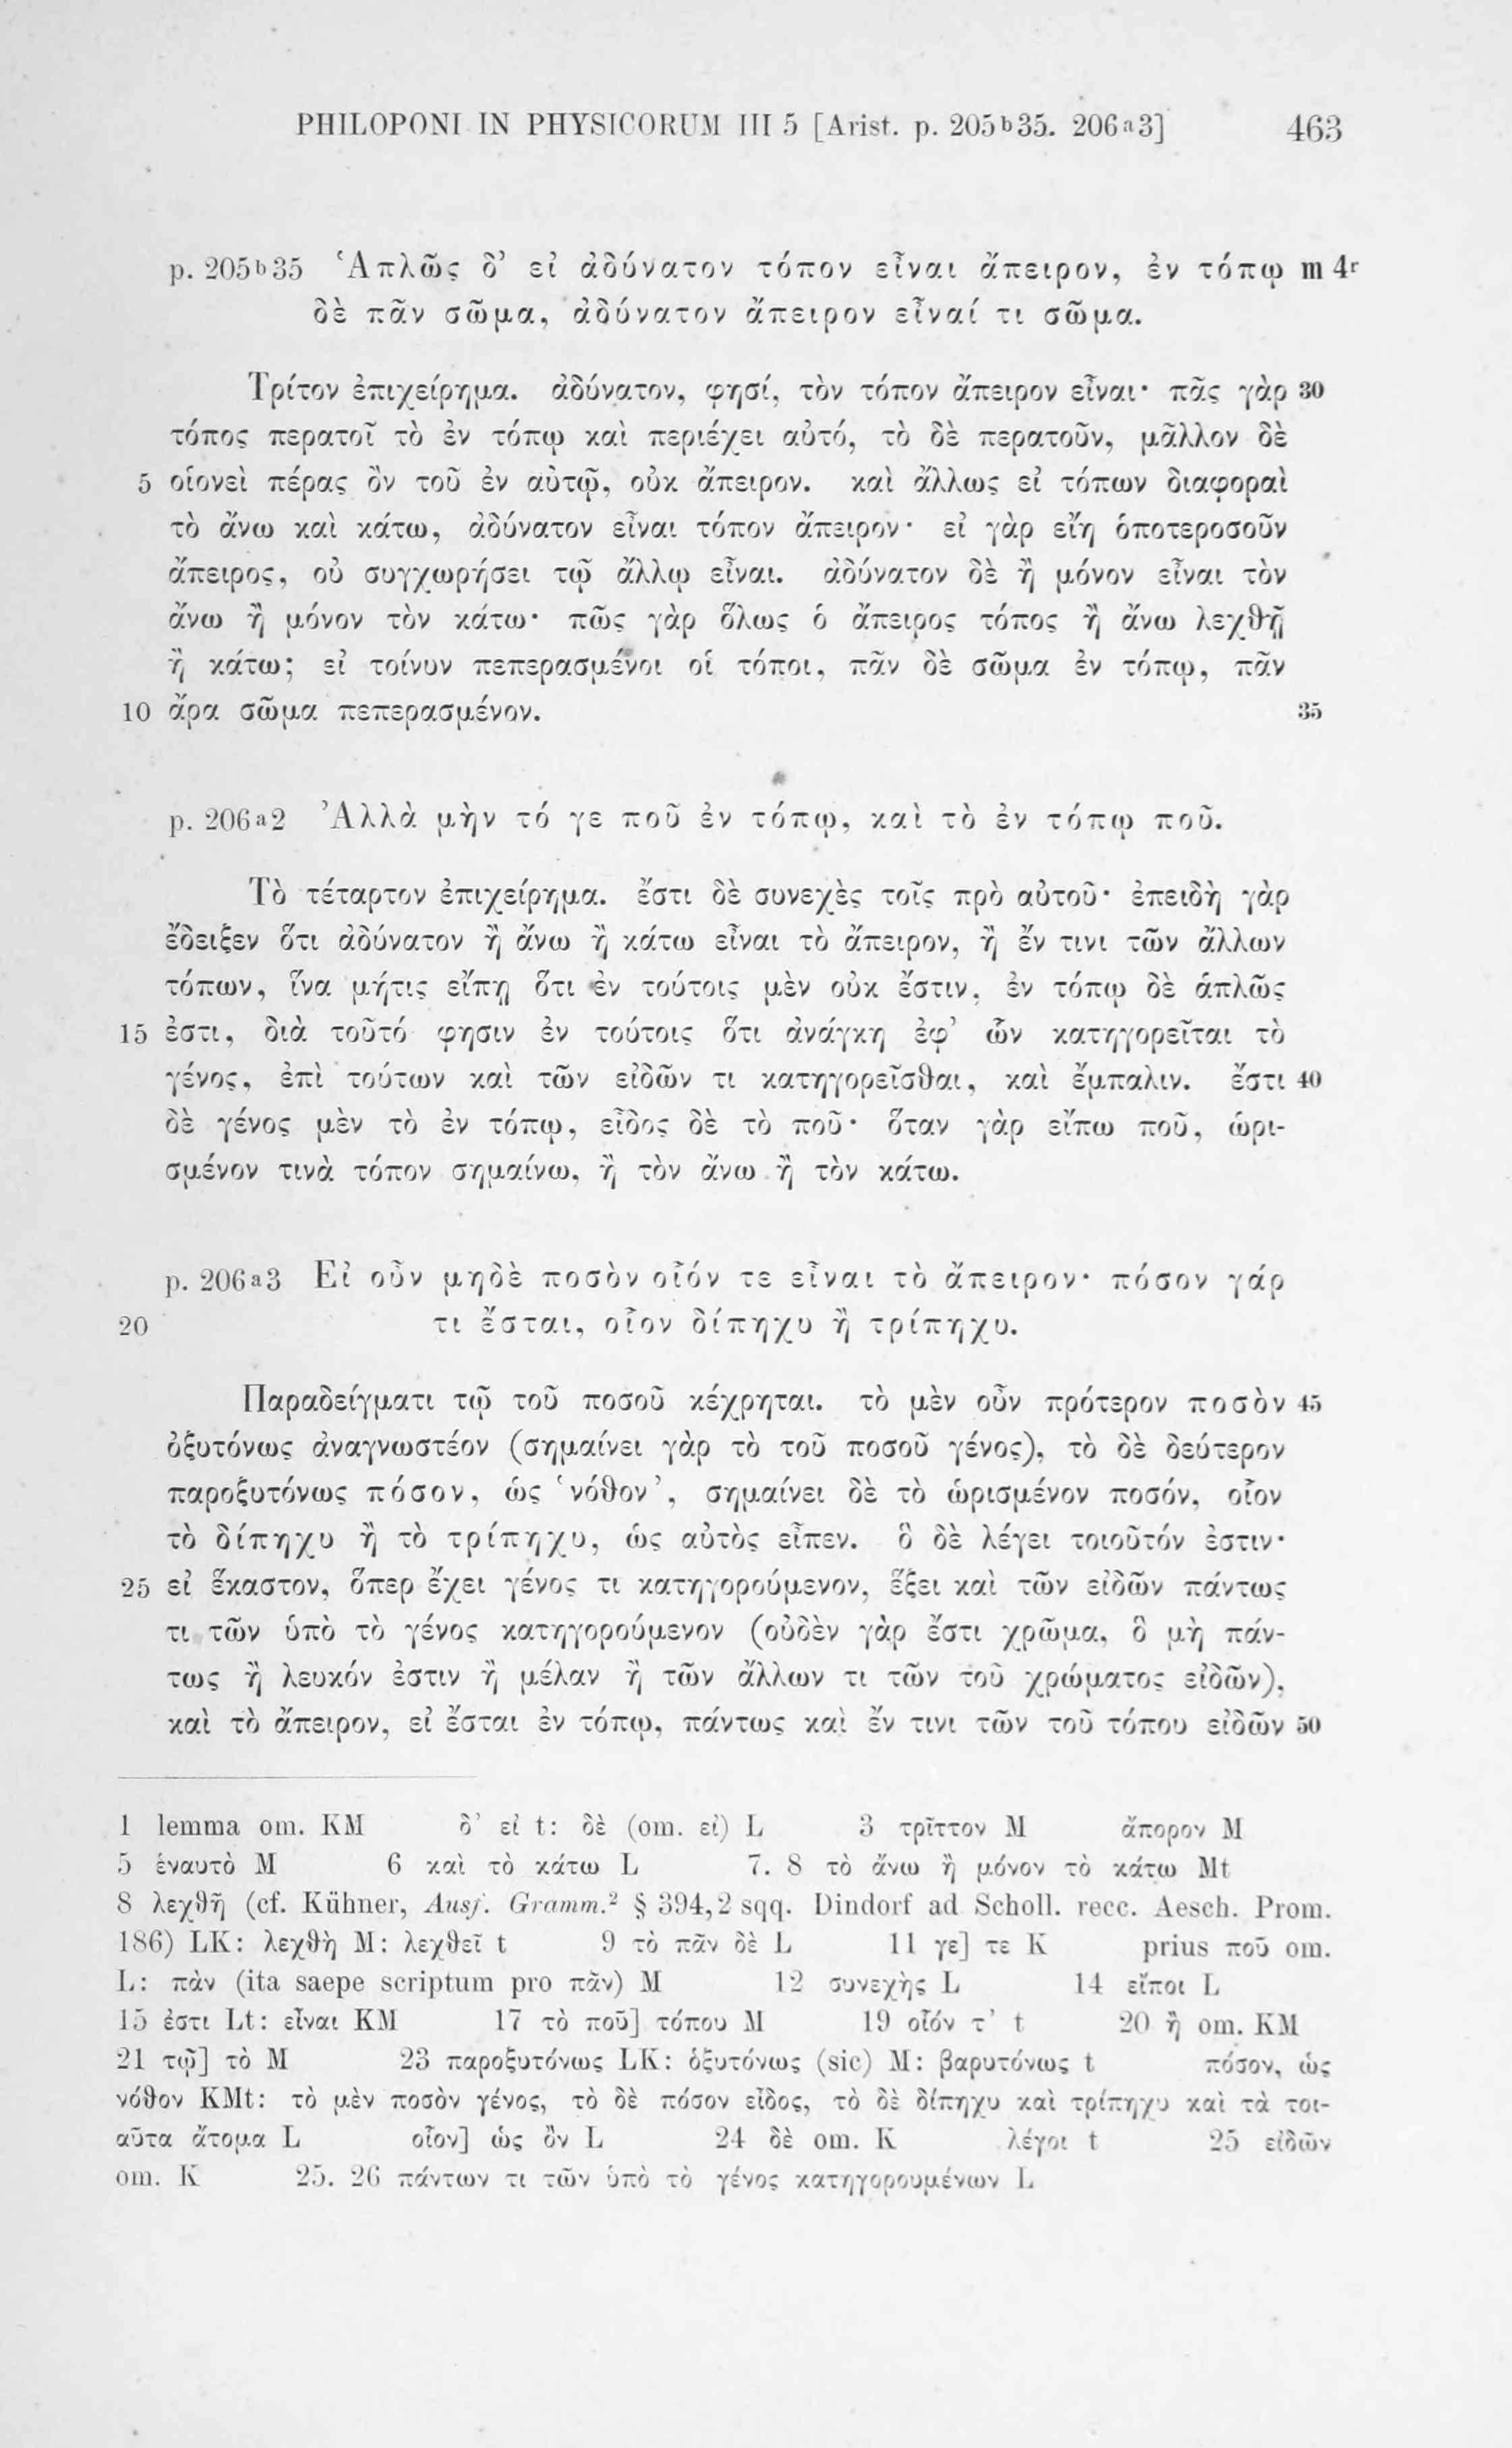 PHILOPONI IN PHYSICORUM III 5 [Arist. p. 205b35. 206a3] 463
p. 205b35 Ἁπλῶς δ’ εἰ ἀδύνατον τόπον εἶναι ἄπειρον, ἐν τόπῳ m 4r
δὲ πᾶν σῶμα, ἀδύνατον ἄπειρον εἶναί τι σῶμα.
Τρίτον ἐπιχείρημα. ἀδύνατον, φησί, τὸν τόπον ἄπειρον εἶναι· πᾶς γὰρ 30
τόπος περατοῖ τὸ ἐν τόπῳ καὶ περιέχει αὐτό, τὸ δὲ περατοῦν, μᾶλλον δὲ
5 οἱονεὶ πέρας ὂν τοῦ ἐν αὐτῷ, οὐκ ἄπειρον. καὶ ἄλλως εἰ τόπων διαφοραὶ
τὸ ἄνω καὶ κάτω, ἀδύνατον εἶναι τόπον ἄπειρον· εἰ γὰρ εἴη ὁποτεροσοῦν
ἄπειρος, οὐ συγχωρήσει τῷ ἄλλῳ εἶναι. ἀδύνατον δὲ ἢ μόνον εἶναι τὸν
ἄνω ἢ μόνον τὸν κάτω· πῶς γὰρ ὅλως ὁ ἄπειρος τόπος ἢ ἄνω λεχθῇ
ἢ κάτω; εἰ τοίνυν πεπερασμένοι οἱ τόποι, πᾶν δὲ σῶμα ἐν τόπῳ, πᾶν
10 ἄρα σῶμα πεπερασμένον. 35
p. 206a2 Ἀλλὰ μὴν τό γε ποῦ ἐν τόπῳ, καὶ τὸ ἐν τόπῳ ποῦ.
Τὸ τέταρτον ἐπιχείρημα. ἔστι δὲ συνεχὲς τοῖς πρὸ αὐτοῦ· ἐπειδὴ γὰρ
ἔδειξεν ὅτι ἀδύνατον ἢ ἄνω ἢ κάτω εἶναι τὸ ἄπειρον, ἢ ἔν τινι τῶν ἄλλων
τόπων, ἵνα μήτις εἴπῃ ὅτι ἐν τούτοις μὲν οὐκ ἔστιν, ἐν τόπῳ δὲ ἁπλῶς
15 ἐστι, διὰ τοῦτό φησιν ἐν τούτοις ὅτι ἀνάγκη ἐφ’ ὧν κατηγορεῖται τὸ
γένος, ἐπὶ τούτων καὶ τῶν εἰδῶν τι κατηγορεῖσθαι, καὶ ἔμπαλιν. ἔστι 40
δὲ γένος μὲν τὸ ἐν τόπῳ, εἶδος δὲ τὸ ποῦ· ὅταν γὰρ εἴπω ποῦ, ὡρι-
σμένον τινὰ τόπον σημαίνω, ἢ τὸν ἄνω ἢ τὸν κάτω.
p. 206a3 Εἰ οὖν μηδὲ ποσὸν οἷόν τε εἶναι τὸ ἄπειρον· πόσον γάρ
20 τι ἔσται, οἷον δίπηχυ ἢ τρίπηχυ.
Παραδείγματι τῷ τοῦ ποσοῦ κέχρηται. τὸ μὲν οὖν πρότερον ποσὸν 45
ὀξυτόνως ἀναγνωστέον (σημαίνει γὰρ τὸ τοῦ ποσοῦ γένος), τὸ δὲ δεύτερον
παροξυτόνως πόσον, ὡς ‘νόθον’, σημαίνει δὲ τὸ ὡρισμένον ποσόν, οἷον
τὸ δίπηχυ ἢ τὸ τρίπηχυ, ὡς αὐτὸς εἶπεν. ὃ δὲ λέγει τοιοῦτόν ἐστιν·
25 εἰ ἕκαστον, ὅπερ ἔχει γένος τι κατηγορούμενον, ἕξει καὶ τῶν εἰδῶν πάντως
τι τῶν ὑπὸ τὸ γένος κατηγορούμενον (οὐδὲν γὰρ ἔστι χρῶμα, ὃ μὴ πάν-
τως ἢ λευκόν ἐστιν ἢ μέλαν ἢ τῶν ἄλλων τι τῶν τοῦ χρώματος εἰδῶν),
καὶ τὸ ἄπειρον, εἰ ἔσται ἐν τόπῳ, πάντως καὶ ἔν τινι τῶν τοῦ τόπου εἰδῶν 50
1 lemma om. KM δ’ εἰ t: δὲ (om. εἰ) L 3 τρῖττον M ἄπορον M
5 ἑναυτὸ M 6 καὶ τὸ κάτω L 7. 8 τὸ ἄνω ἢ μόνον τὸ κάτω Mt
8 λεχθῇ (cf. Kühner, Ausf. Gramm.² § 394,2 sqq. Dindorf ad Scholl. recc. Aesch. Prom.
186) LK: λεχθὴ M: λεχθεῖ t 9 τὸ πᾶν δὲ L 11 γε] τε K prius ποῦ om.
L: πὰν (ita saepe scriptum pro πᾶν) M 12 συνεχὴς L 14 εἴποι L
15 ἐστι Lt: εἶναι KM 17 τὸ ποῦ] τόπου M 19 οἷόν τ’ t 20 ἢ om. KM
21 τῷ] τὸ M 23 παροξυτόνως LK: ὁξυτόνως (sic) M: βαρυτόνως t πόσον, ὡς
νόθον KMt: τὸ μὲν ποσὸν γένος, τὸ δὲ πόσον εἶδος, τὸ δὲ δίπηχυ καὶ τρίπηχυ καὶ τὰ τοι-
αῦτα ἄτομα L οἷον] ὡς ὂν L 24 δὲ om. K λέγοι t 25 εἰδῶν
om. K 25. 26 πάντων τι τῶν ὑπὸ τὸ γένος κατηγορουμένων L